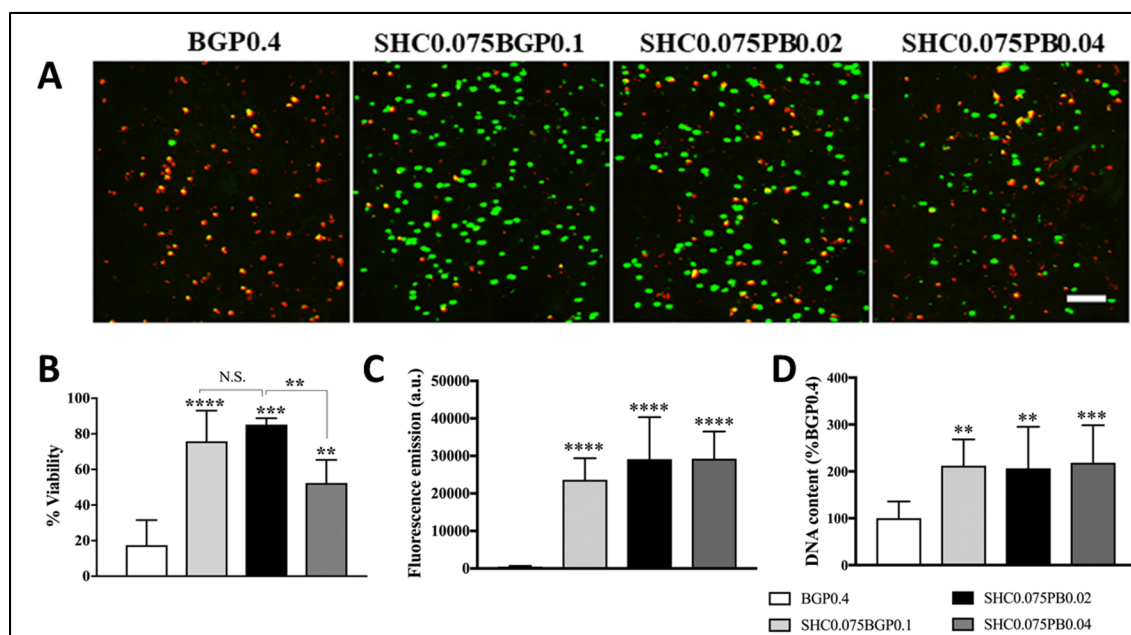 BGP0.4 SHC0.075BGP0.1 SHC0.075PB0.02 SHC0.075PB0.04
A
B
N.S.
**
****
***
**
100
80
60
40
20
0
% Viability
C
50000
40000
30000
20000
10000
0
Fluorescence emission (a.u.)
****
****
****
D
400
300
200
100
0
DNA content (%BGP0.4)
**
**
***
BGP0.4 SHC0.075PB0.02
SHC0.075BGP0.1 SHC0.075PB0.04